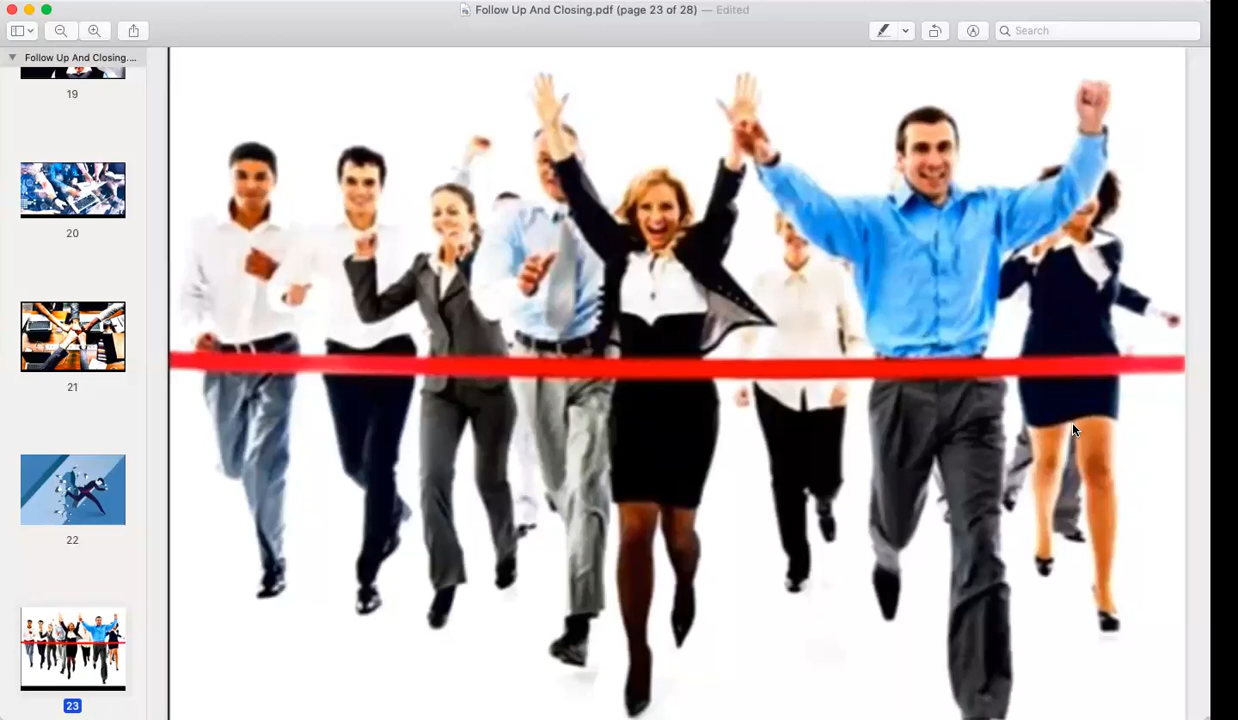 Follow Up And Closing.pdf (page 23 of 28) — Edited
Search
Follow Up And Closing....
19
20
21
22
23